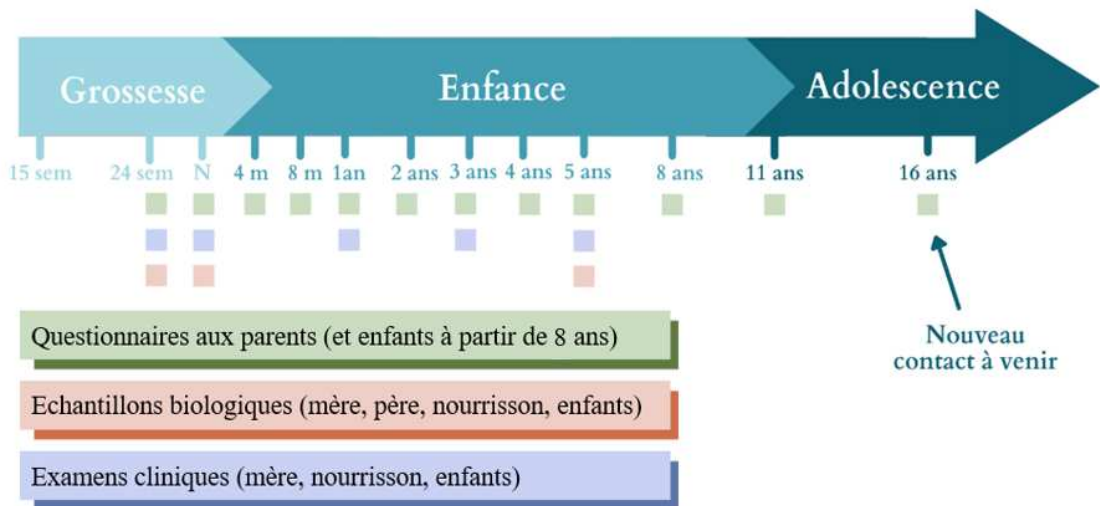 Grossesse Enfance Adolescence
15 sem 24 sem N 4 m 8 m 1an 2 ans 3 ans 4 ans 5 ans 8 ans 11 ans 16 ans
Questionnaires aux parents (et enfants à partir de 8 ans)
Nouveau
contact à venir
Echantillons biologiques (mère, père, nourrisson, enfants)
Examens cliniques (mère, nourrisson, enfants)